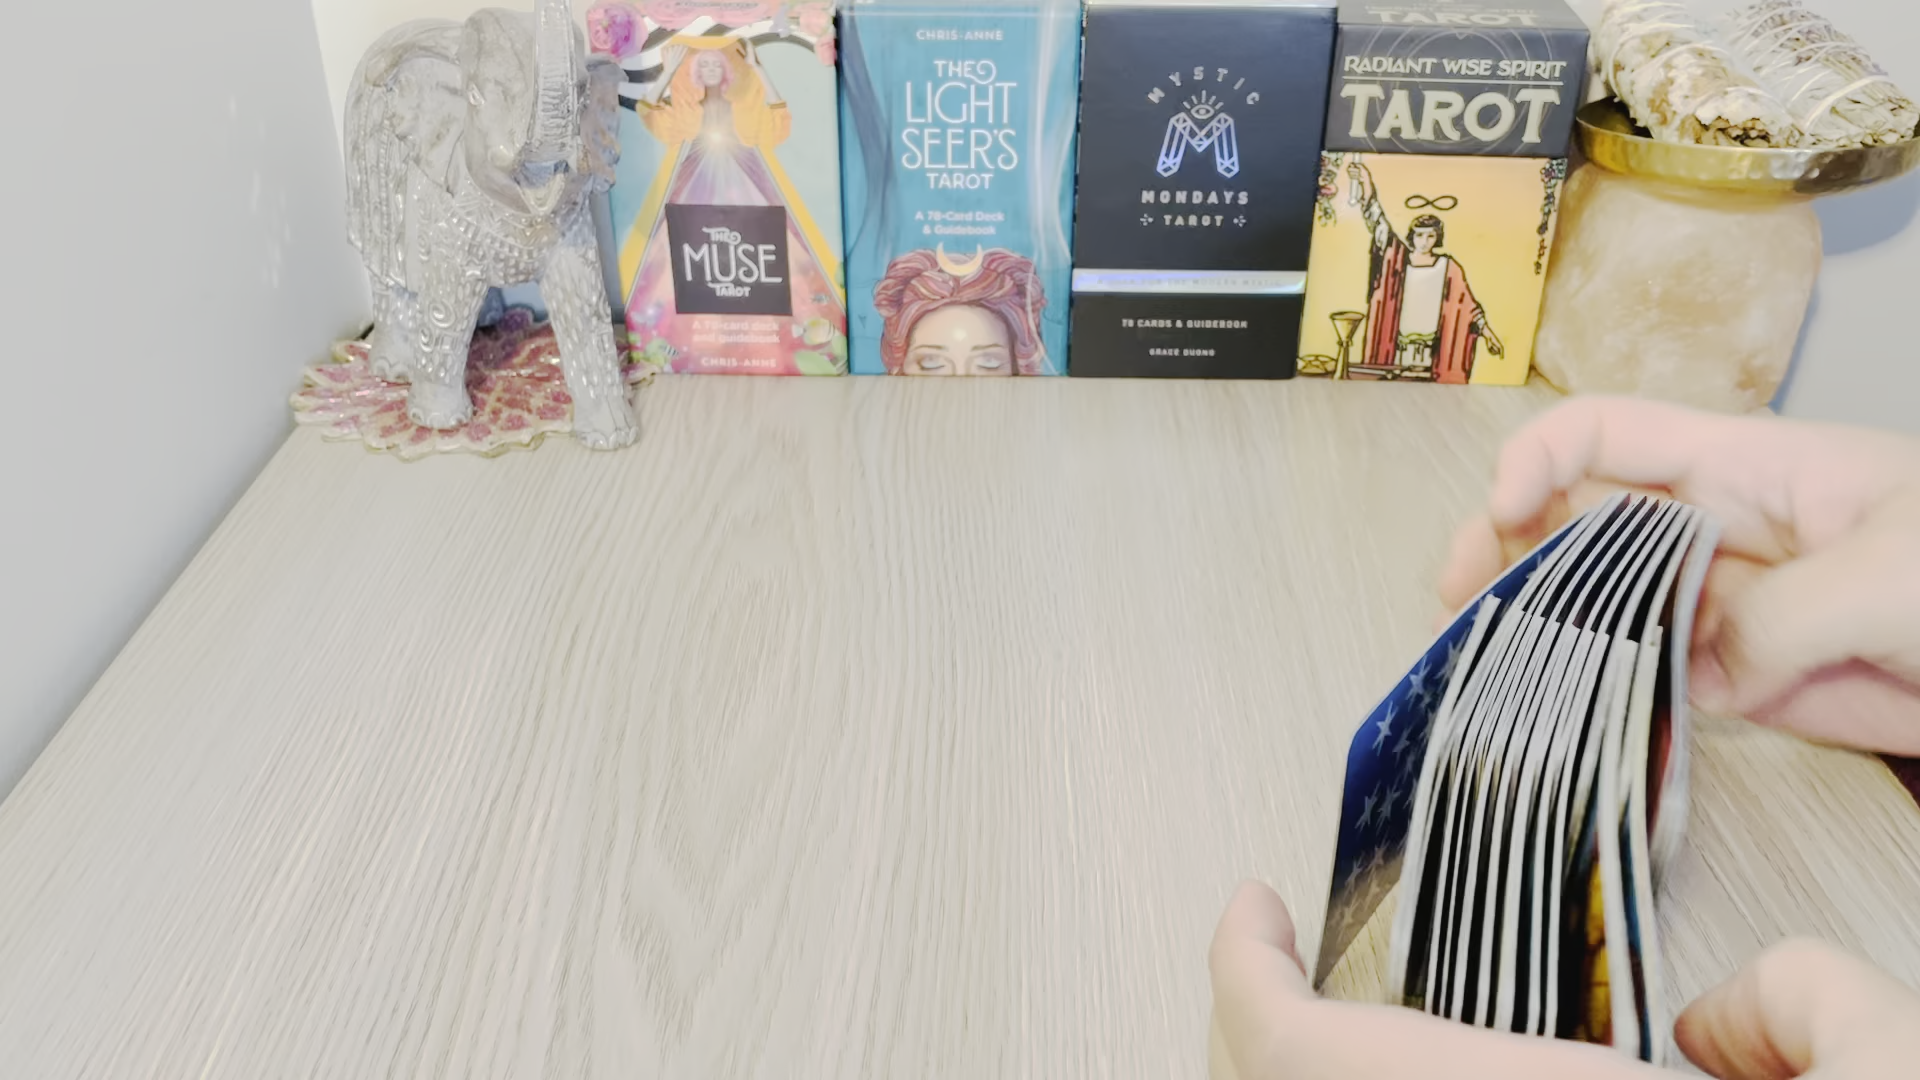 THE
MUSE
TAROT
A 78-card deck
and guidebook
CHRIS-ANNE
CHRIS-ANNE
THE
LIGHT
SEER'S
TAROT
A 78-Card Deck
& Guidebook
MYSTIC
MONDAYS
TAROT
78 CARDS & GUIDEBOOK
GRACE DUONG
TAROT
RADIANT WISE SPIRIT
TAROT